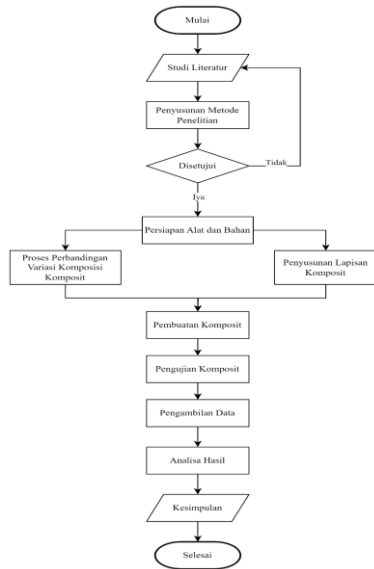 Mulai
Studi Literatur
Penyusunan Metode
Penelitian
Disetujui
Tidak
Iya
Persiapan Alat dan Bahan
Proses Perbandingan
Variasi Komposisi
Komposit
Penyusunan Lapisan
Komposit
Pembuatan Komposit
Pengujian Komposit
Pengambilan Data
Analisa Hasil
Kesimpulan
Selesai